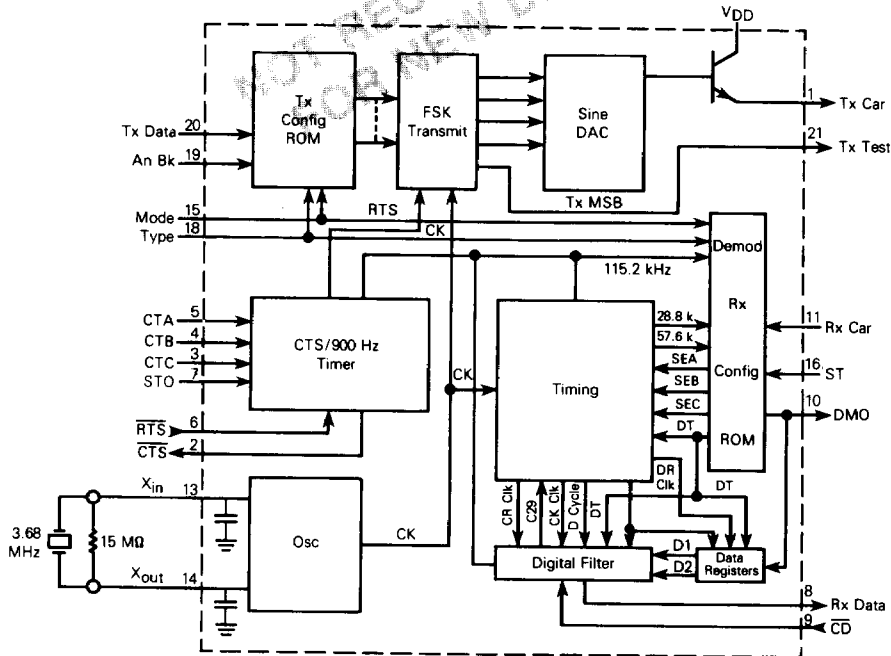 NOT REC
FOR NEW D
VDD
Tx
Config
ROM
FSK
Transmit
Sine
DAC
1
Tx Car
21
Tx Test
Tx Data
20
An Bk
19
Tx MSB
Mode
15
Type
18
RTS
CK
115.2 kHz
Demod
Rx
Config
ROM
CTA
5
CTB
4
CTC
3
STO
7
CTS/900 Hz
Timer
28.8 k
57.6 k
SEA
SEB
SEC
DT
11
Rx Car
16
ST
10
DMO
CK
Timing
RTS
6
CTS
2
DR
Clk
DT
Xin
13
3.68
MHz
15 MΩ
Osc
CK
CR Clk
C29
CK Clk
D Cycle
DT
Xout
14
Digital Filter
D1
D2
Data
Registers
8
Rx Data
9
CD